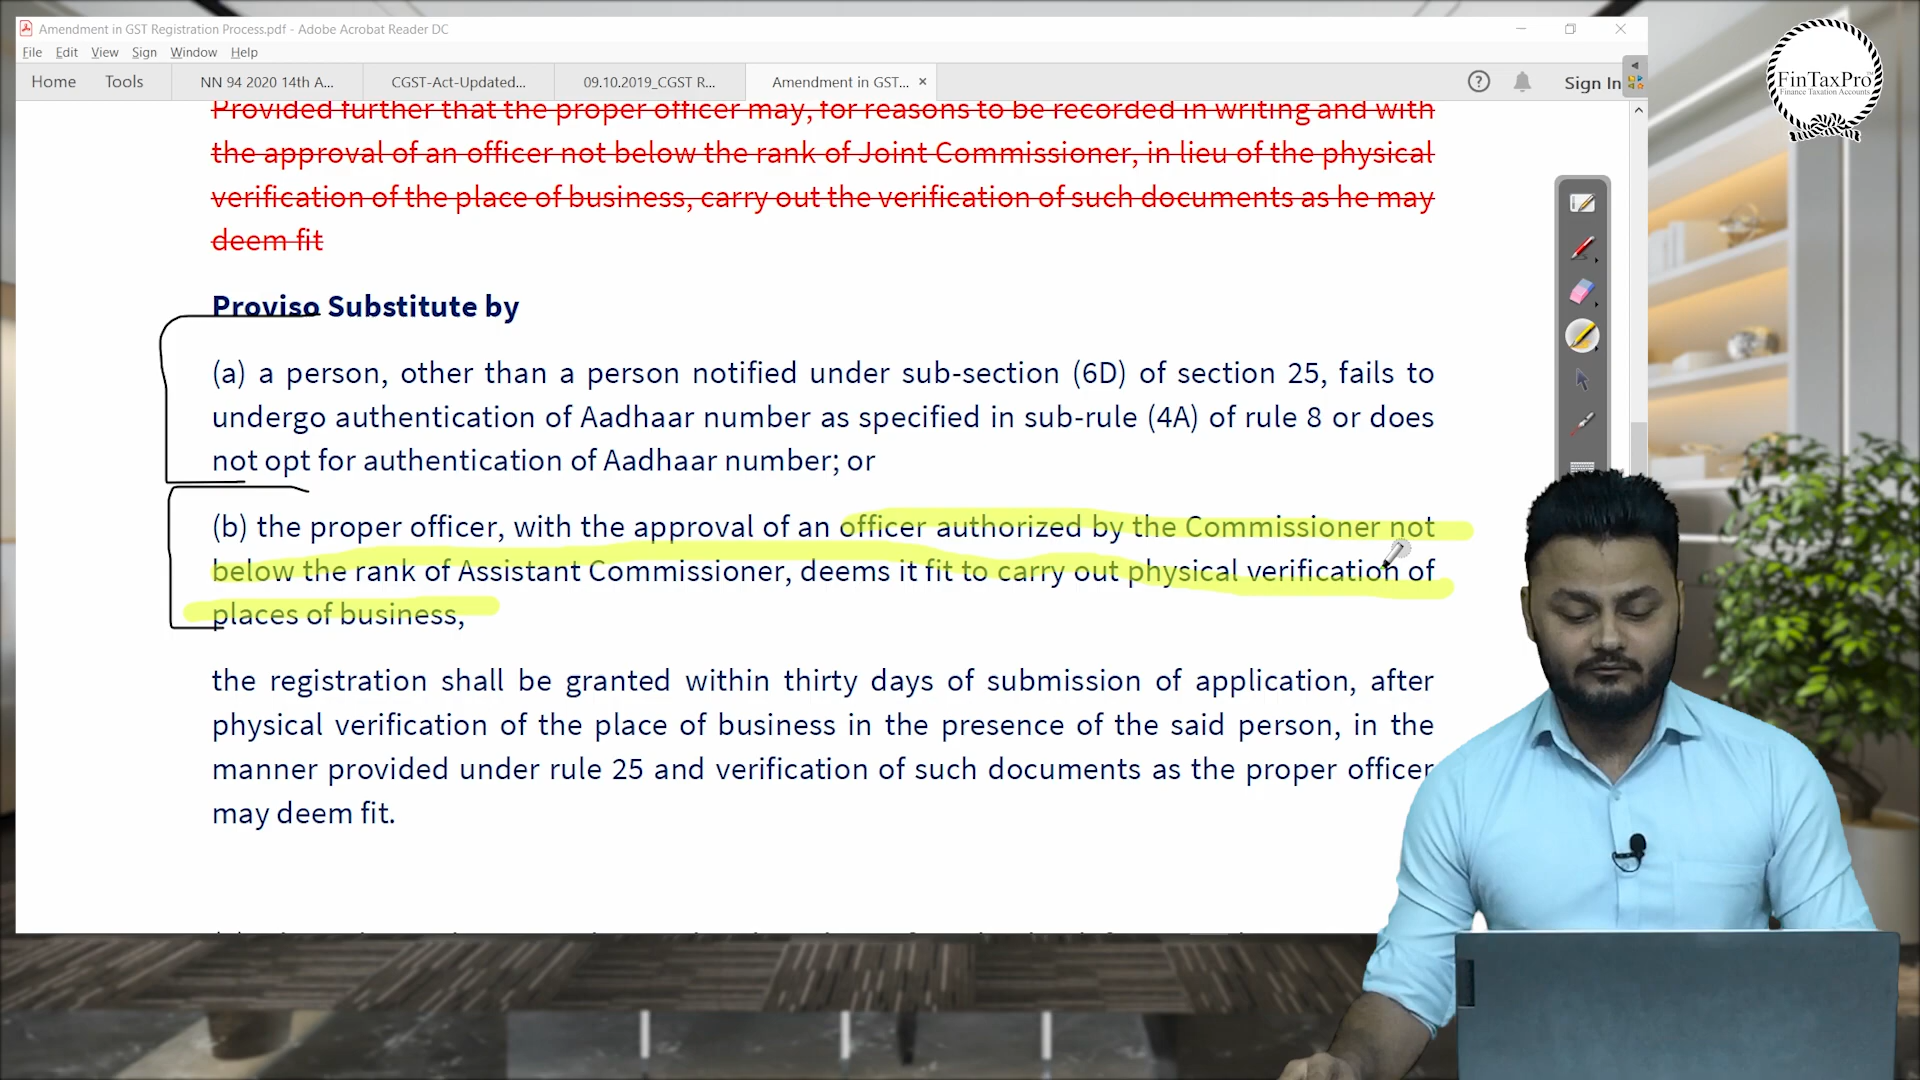 Amendment in GST Registration Process.pdf - Adobe Acrobat Reader DC
File Edit View Sign Window Help
Home Tools NN 94 2020 14th A... CGST-Act-Updated... 09.10.2019_CGST R... Amendment in GST... × Sign In
FinTaxPro
Finance Taxation Accounts
Provided further that the proper officer may, for reasons to be recorded in writing and with
the approval of an officer not below the rank of Joint Commissioner, in lieu of the physical
verification of the place of business, carry out the verification of such documents as he may
deem fit
Proviso Substitute by
(a) a person, other than a person notified under sub-section (6D) of section 25, fails to
undergo authentication of Aadhaar number as specified in sub-rule (4A) of rule 8 or does
not opt for authentication of Aadhaar number; or
(b) the proper officer, with the approval of an officer authorized by the Commissioner not
below the rank of Assistant Commissioner, deems it fit to carry out physical verification of
places of business,
the registration shall be granted within thirty days of submission of application, after
physical verification of the place of business in the presence of the said person, in the
manner provided under rule 25 and verification of such documents as the proper officer
may deem fit.